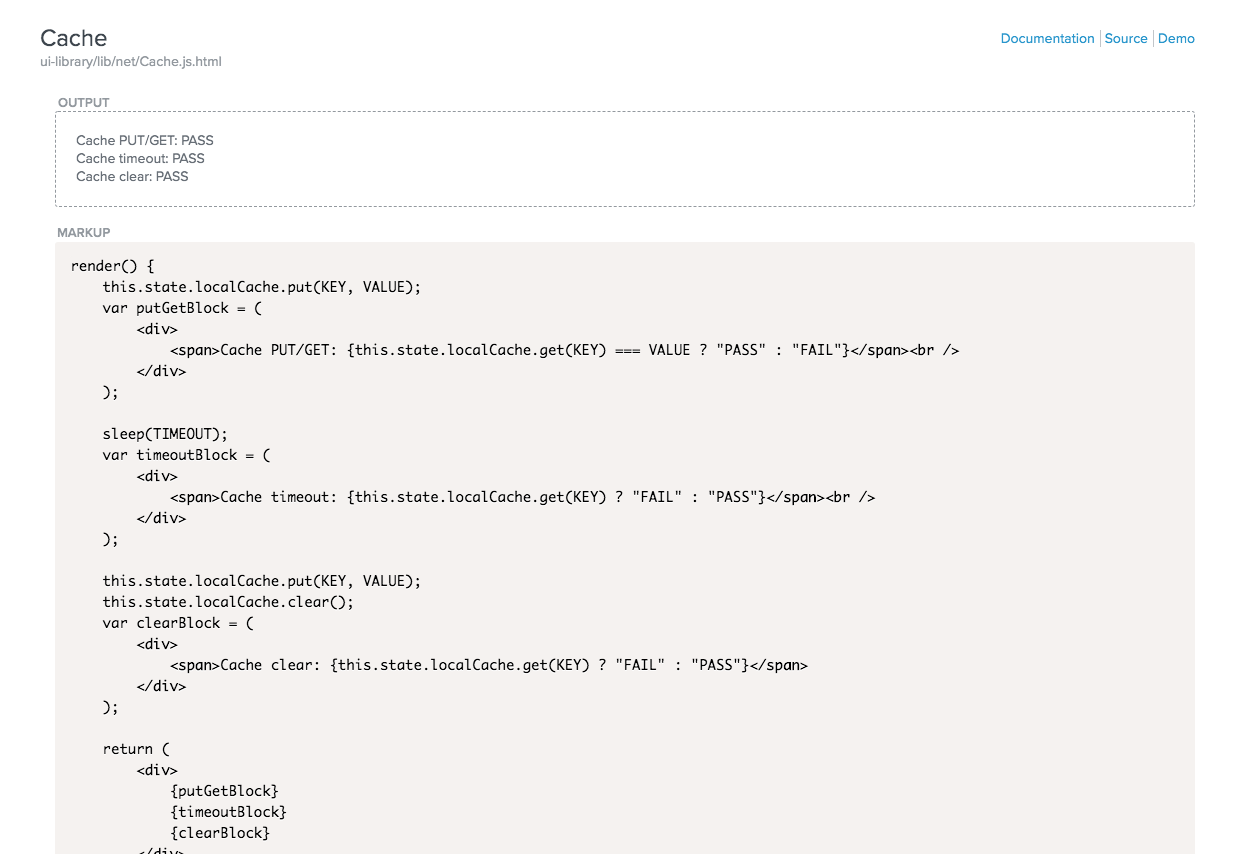 Cache
Documentation | Source | Demo
ui-library/lib/net/Cache.js.html
OUTPUT
Cache PUT/GET: PASS
Cache timeout: PASS
Cache clear: PASS
MARKUP
render() {
    this.state.localCache.put(KEY, VALUE);
    var putGetBlock = (
        <div>
            <span>Cache PUT/GET: {this.state.localCache.get(KEY) === VALUE ? "PASS" : "FAIL"}</span><br />
        </div>
    );

    sleep(TIMEOUT);
    var timeoutBlock = (
        <div>
            <span>Cache timeout: {this.state.localCache.get(KEY) ? "FAIL" : "PASS"}</span><br />
        </div>
    );

    this.state.localCache.put(KEY, VALUE);
    this.state.localCache.clear();
    var clearBlock = (
        <div>
            <span>Cache clear: {this.state.localCache.get(KEY) ? "FAIL" : "PASS"}</span>
        </div>
    );

    return (
        <div>
            {putGetBlock}
            {timeoutBlock}
            {clearBlock}
        </div>